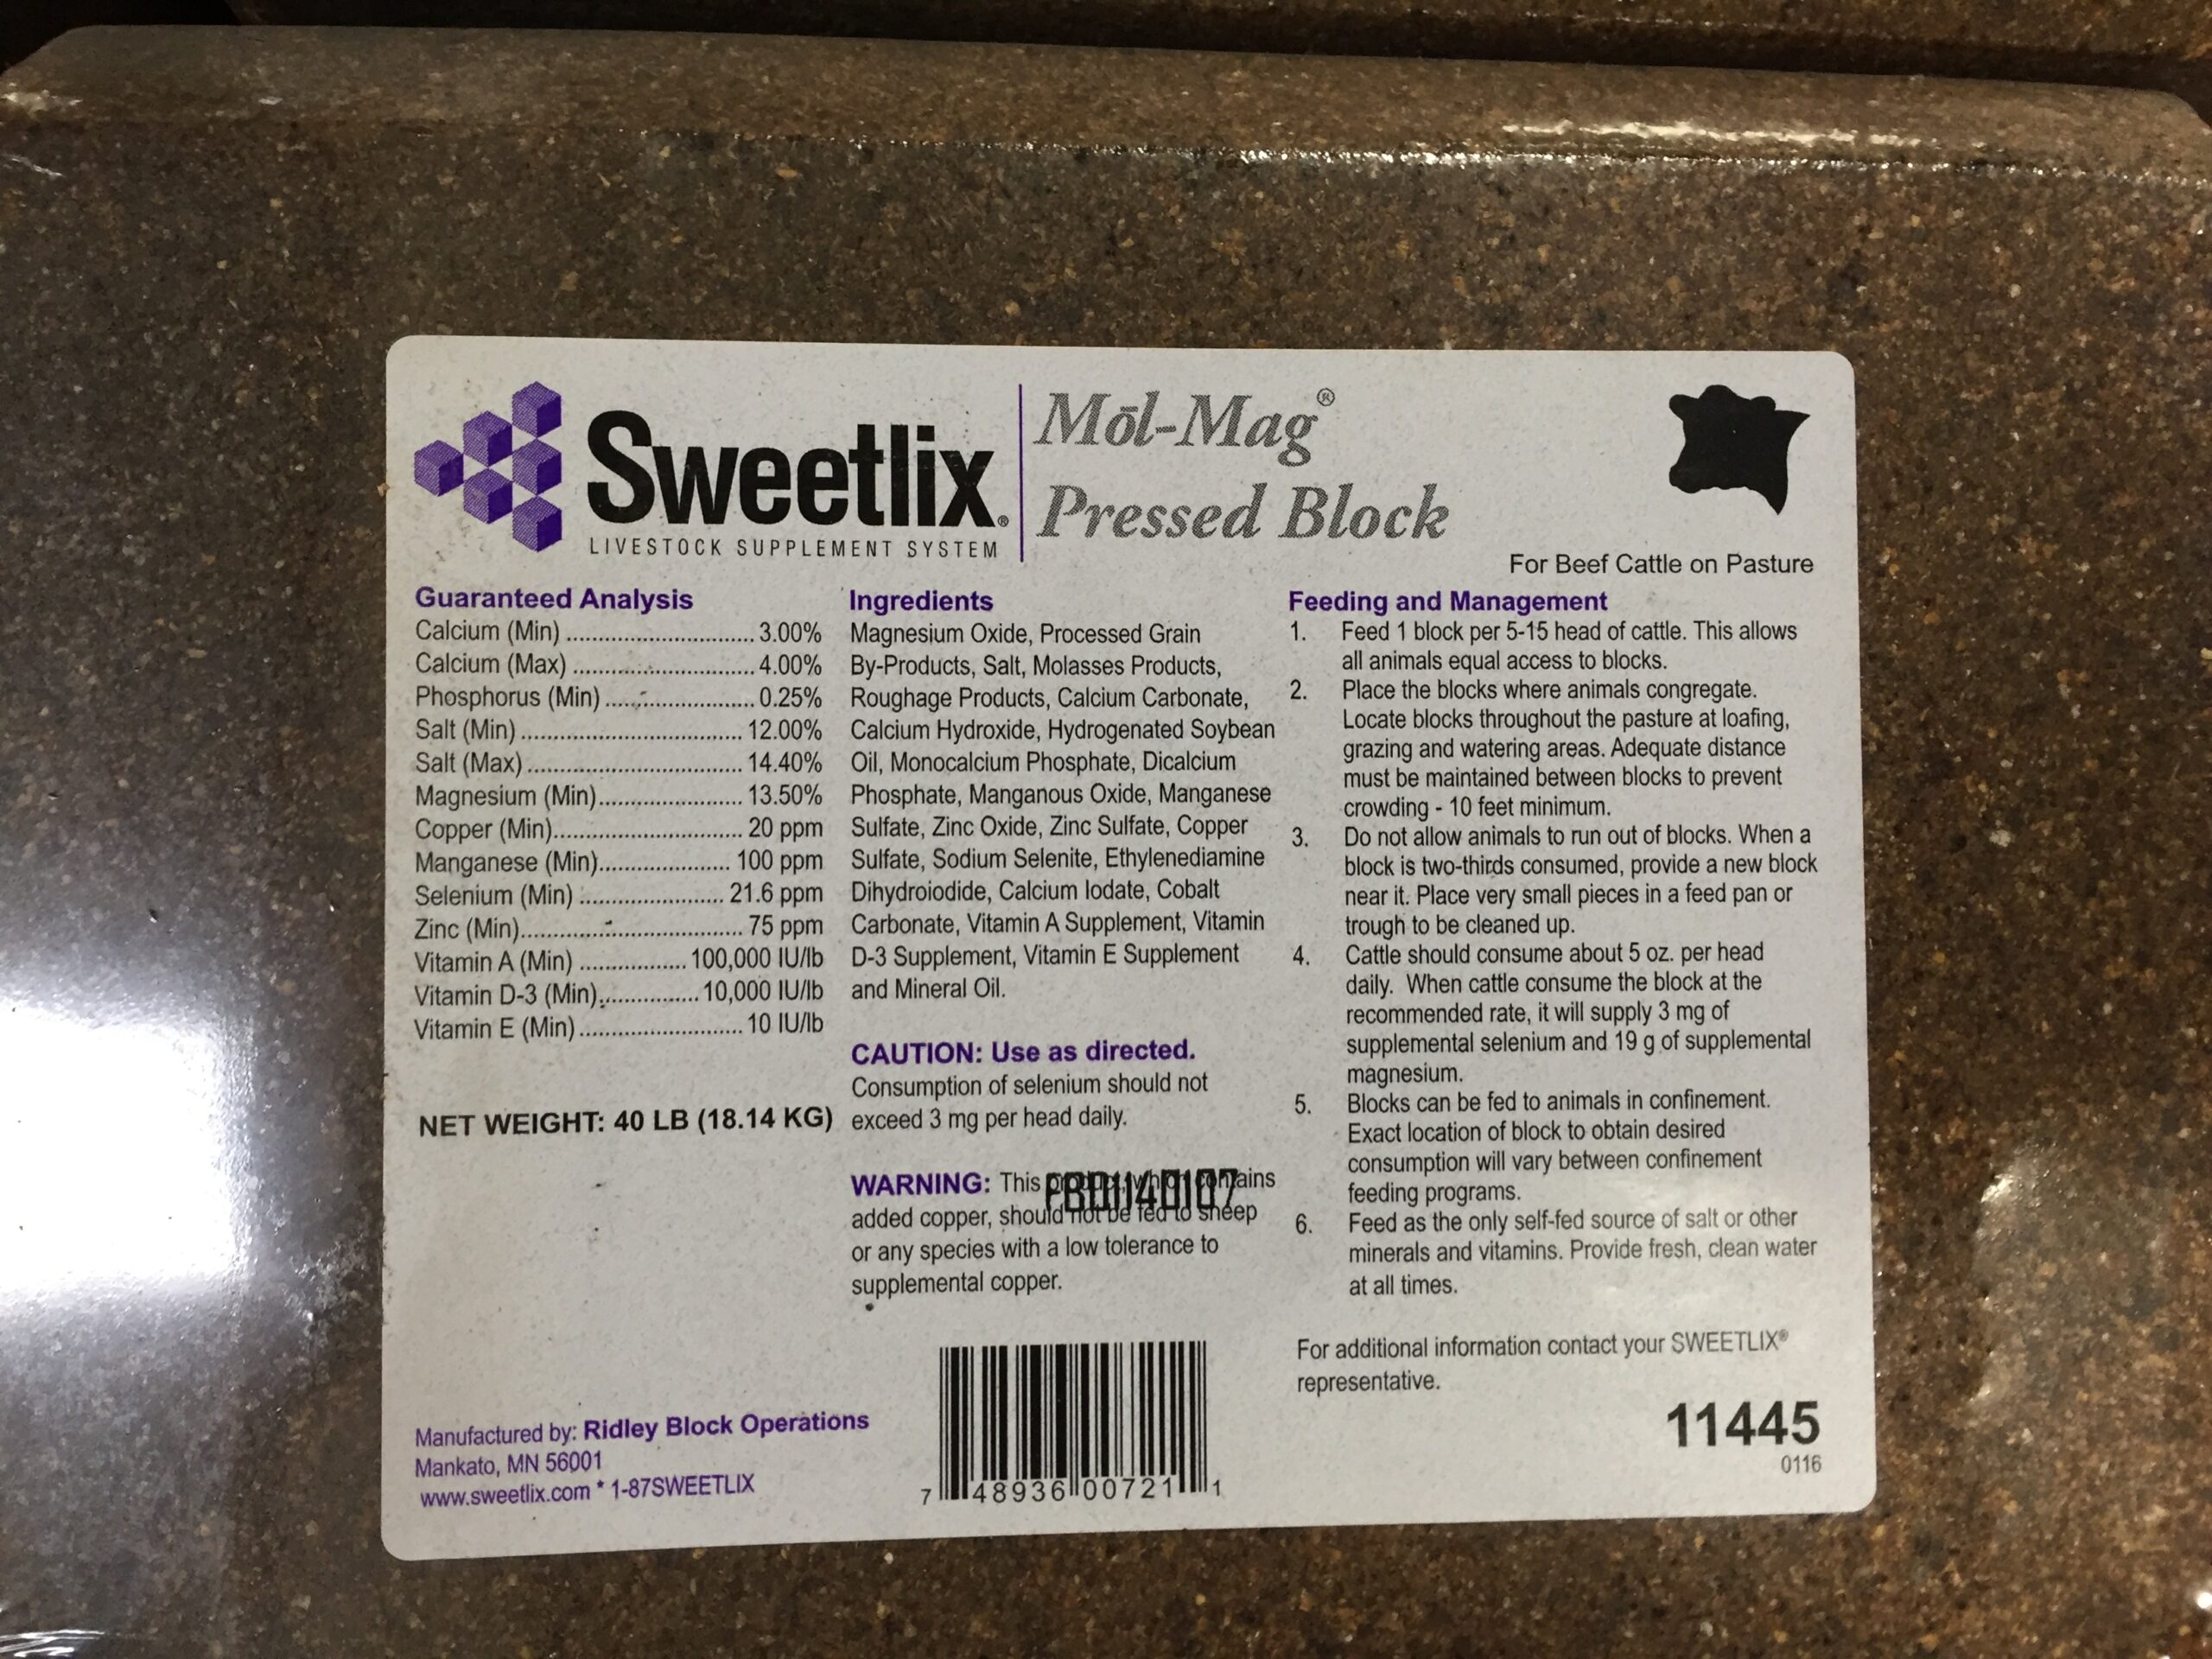 Sweetlix®
LIVESTOCK SUPPLEMENT SYSTEM
Mōl-Mag®
Pressed Block
For Beef Cattle on Pasture
Guaranteed Analysis
Calcium (Min) ............................ 3.00%
Calcium (Max) ........................... 4.00%
Phosphorus (Min) ...................... 0.25%
Salt (Min) ................................. 12.00%
Salt (Max) ................................ 14.40%
Magnesium (Min)...................... 13.50%
Copper (Min)............................ 20 ppm
Manganese (Min).................... 100 ppm
Selenium (Min) ...................... 21.6 ppm
Zinc (Min)................................. 75 ppm
Vitamin A (Min) ................ 100,000 IU/lb
Vitamin D-3 (Min)............... 10,000 IU/lb
Vitamin E (Min) ......................... 10 IU/lb
NET WEIGHT: 40 LB (18.14 KG)
Ingredients
Magnesium Oxide, Processed Grain
By-Products, Salt, Molasses Products,
Roughage Products, Calcium Carbonate,
Calcium Hydroxide, Hydrogenated Soybean
Oil, Monocalcium Phosphate, Dicalcium
Phosphate, Manganous Oxide, Manganese
Sulfate, Zinc Oxide, Zinc Sulfate, Copper
Sulfate, Sodium Selenite, Ethylenediamine
Dihydroiodide, Calcium Iodate, Cobalt
Carbonate, Vitamin A Supplement, Vitamin
D-3 Supplement, Vitamin E Supplement
and Mineral Oil.
CAUTION: Use as directed.
Consumption of selenium should not
exceed 3 mg per head daily.
WARNING: This product, which contains
added copper, should not be fed to sheep
or any species with a low tolerance to
supplemental copper.
Feeding and Management
1. Feed 1 block per 5-15 head of cattle. This allows
all animals equal access to blocks.
2. Place the blocks where animals congregate.
Locate blocks throughout the pasture at loafing,
grazing and watering areas. Adequate distance
must be maintained between blocks to prevent
crowding - 10 feet minimum.
3. Do not allow animals to run out of blocks. When a
block is two-thirds consumed, provide a new block
near it. Place very small pieces in a feed pan or
trough to be cleaned up.
4. Cattle should consume about 5 oz. per head
daily. When cattle consume the block at the
recommended rate, it will supply 3 mg of
supplemental selenium and 19 g of supplemental
magnesium.
5. Blocks can be fed to animals in confinement.
Exact location of block to obtain desired
consumption will vary between confinement
feeding programs.
6. Feed as the only self-fed source of salt or other
minerals and vitamins. Provide fresh, clean water
at all times.
For additional information contact your SWEETLIX®
representative.
11445
0116
Manufactured by: Ridley Block Operations
Mankato, MN 56001
www.sweetlix.com * 1-87SWEETLIX
7 48936 00721 1